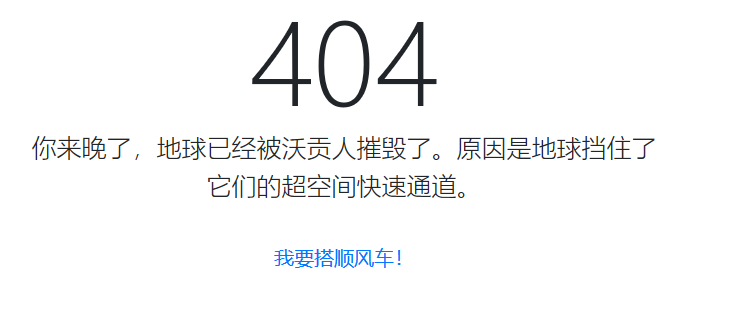 404
你来晚了，地球已经被沃贡人摧毁了。原因是地球挡住了
它们的超空间快速通道。
我要搭顺风车！